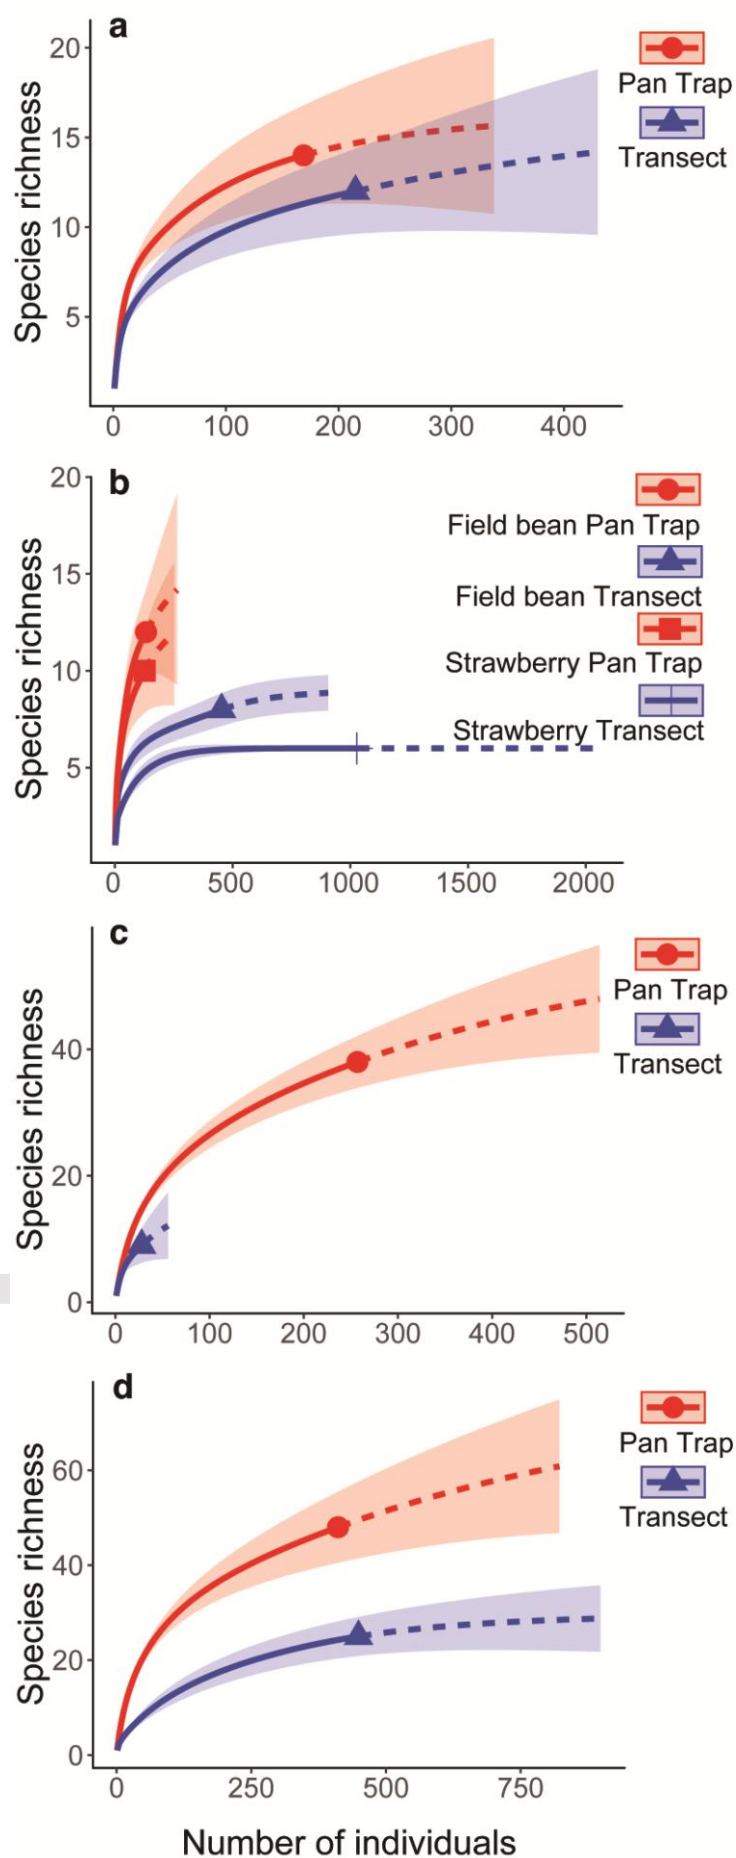 a
20
15
10
5
Species richness
0 100 200 300 400
Pan Trap
Transect
b
20
15
10
5
Species richness
0 500 1000 1500 2000
Field bean Pan Trap
Field bean Transect
Strawberry Pan Trap
Strawberry Transect
c
40
20
0
Species richness
0 100 200 300 400 500
Pan Trap
Transect
d
60
40
20
0
Species richness
0 250 500 750
Pan Trap
Transect
Number of individuals